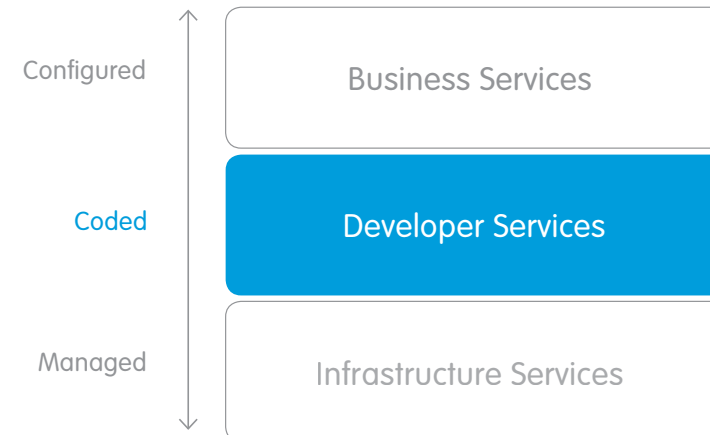 Configured
Business Services
Coded
Developer Services
Managed
Infrastructure Services